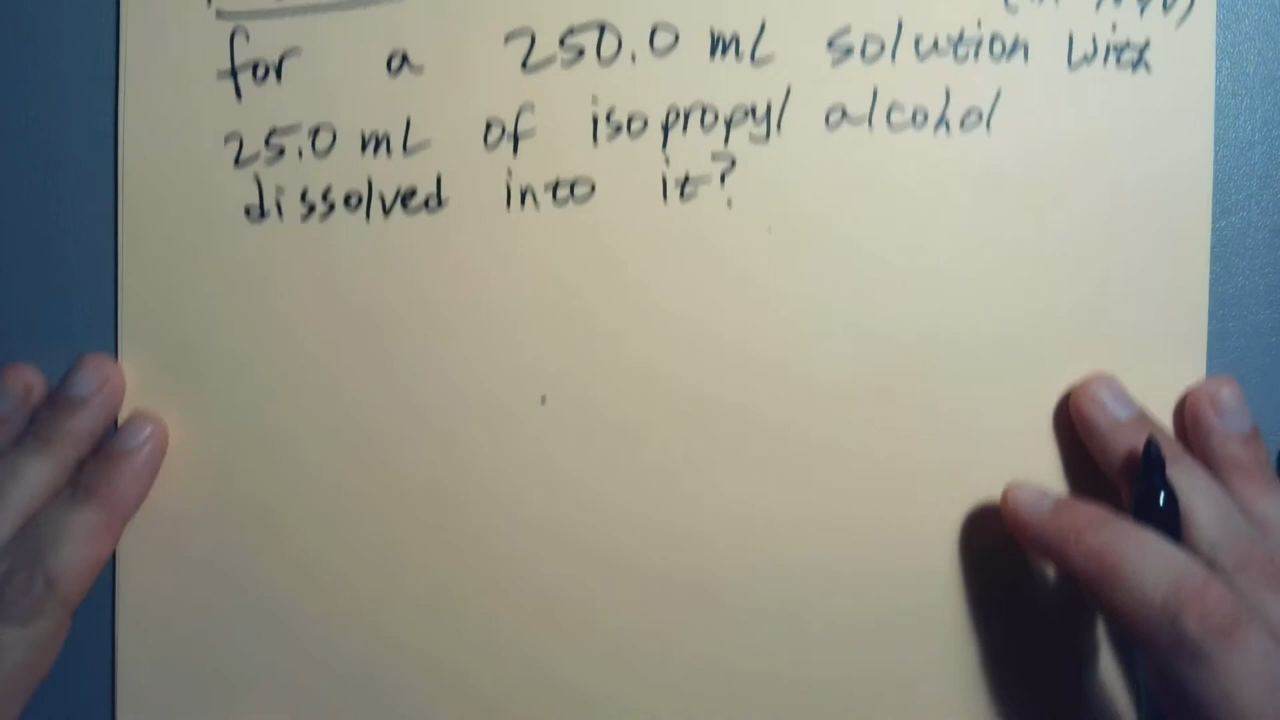 for a 250.0 mL solution with
25.0 mL of isopropyl alcohol
dissolved into it?